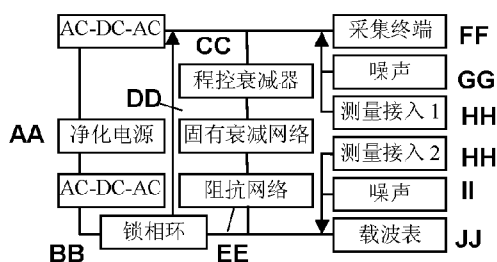 AC-DC-AC
CC
采集终端
FF
程控衰减器
噪声
GG
DD
测量接入 1
HH
AA
净化电源
固有衰减网络
测量接入 2
HH
AC-DC-AC
阻抗网络
噪声
II
BB
锁相环
EE
载波表
JJ